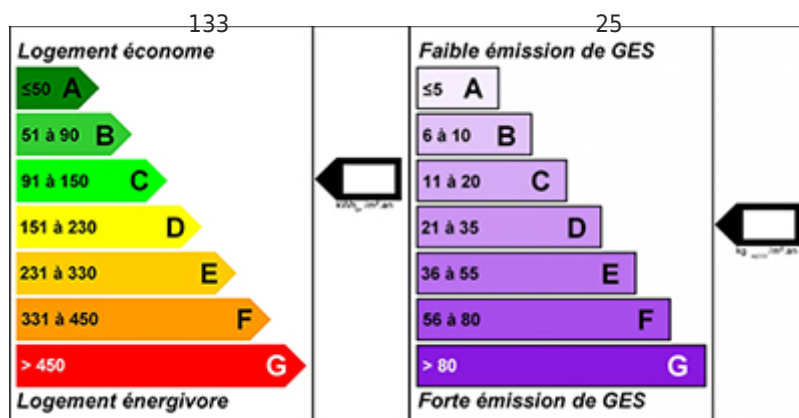 133
Logement économe
≤50 A
51 à 90 B
91 à 150 C
151 à 230 D
231 à 330 E
331 à 450 F
> 450 G
Logement énergivore
25
Faible émission de GES
≤5 A
6 à 10 B
11 à 20 C
21 à 35 D
36 à 55 E
56 à 80 F
> 80 G
Forte émission de GES